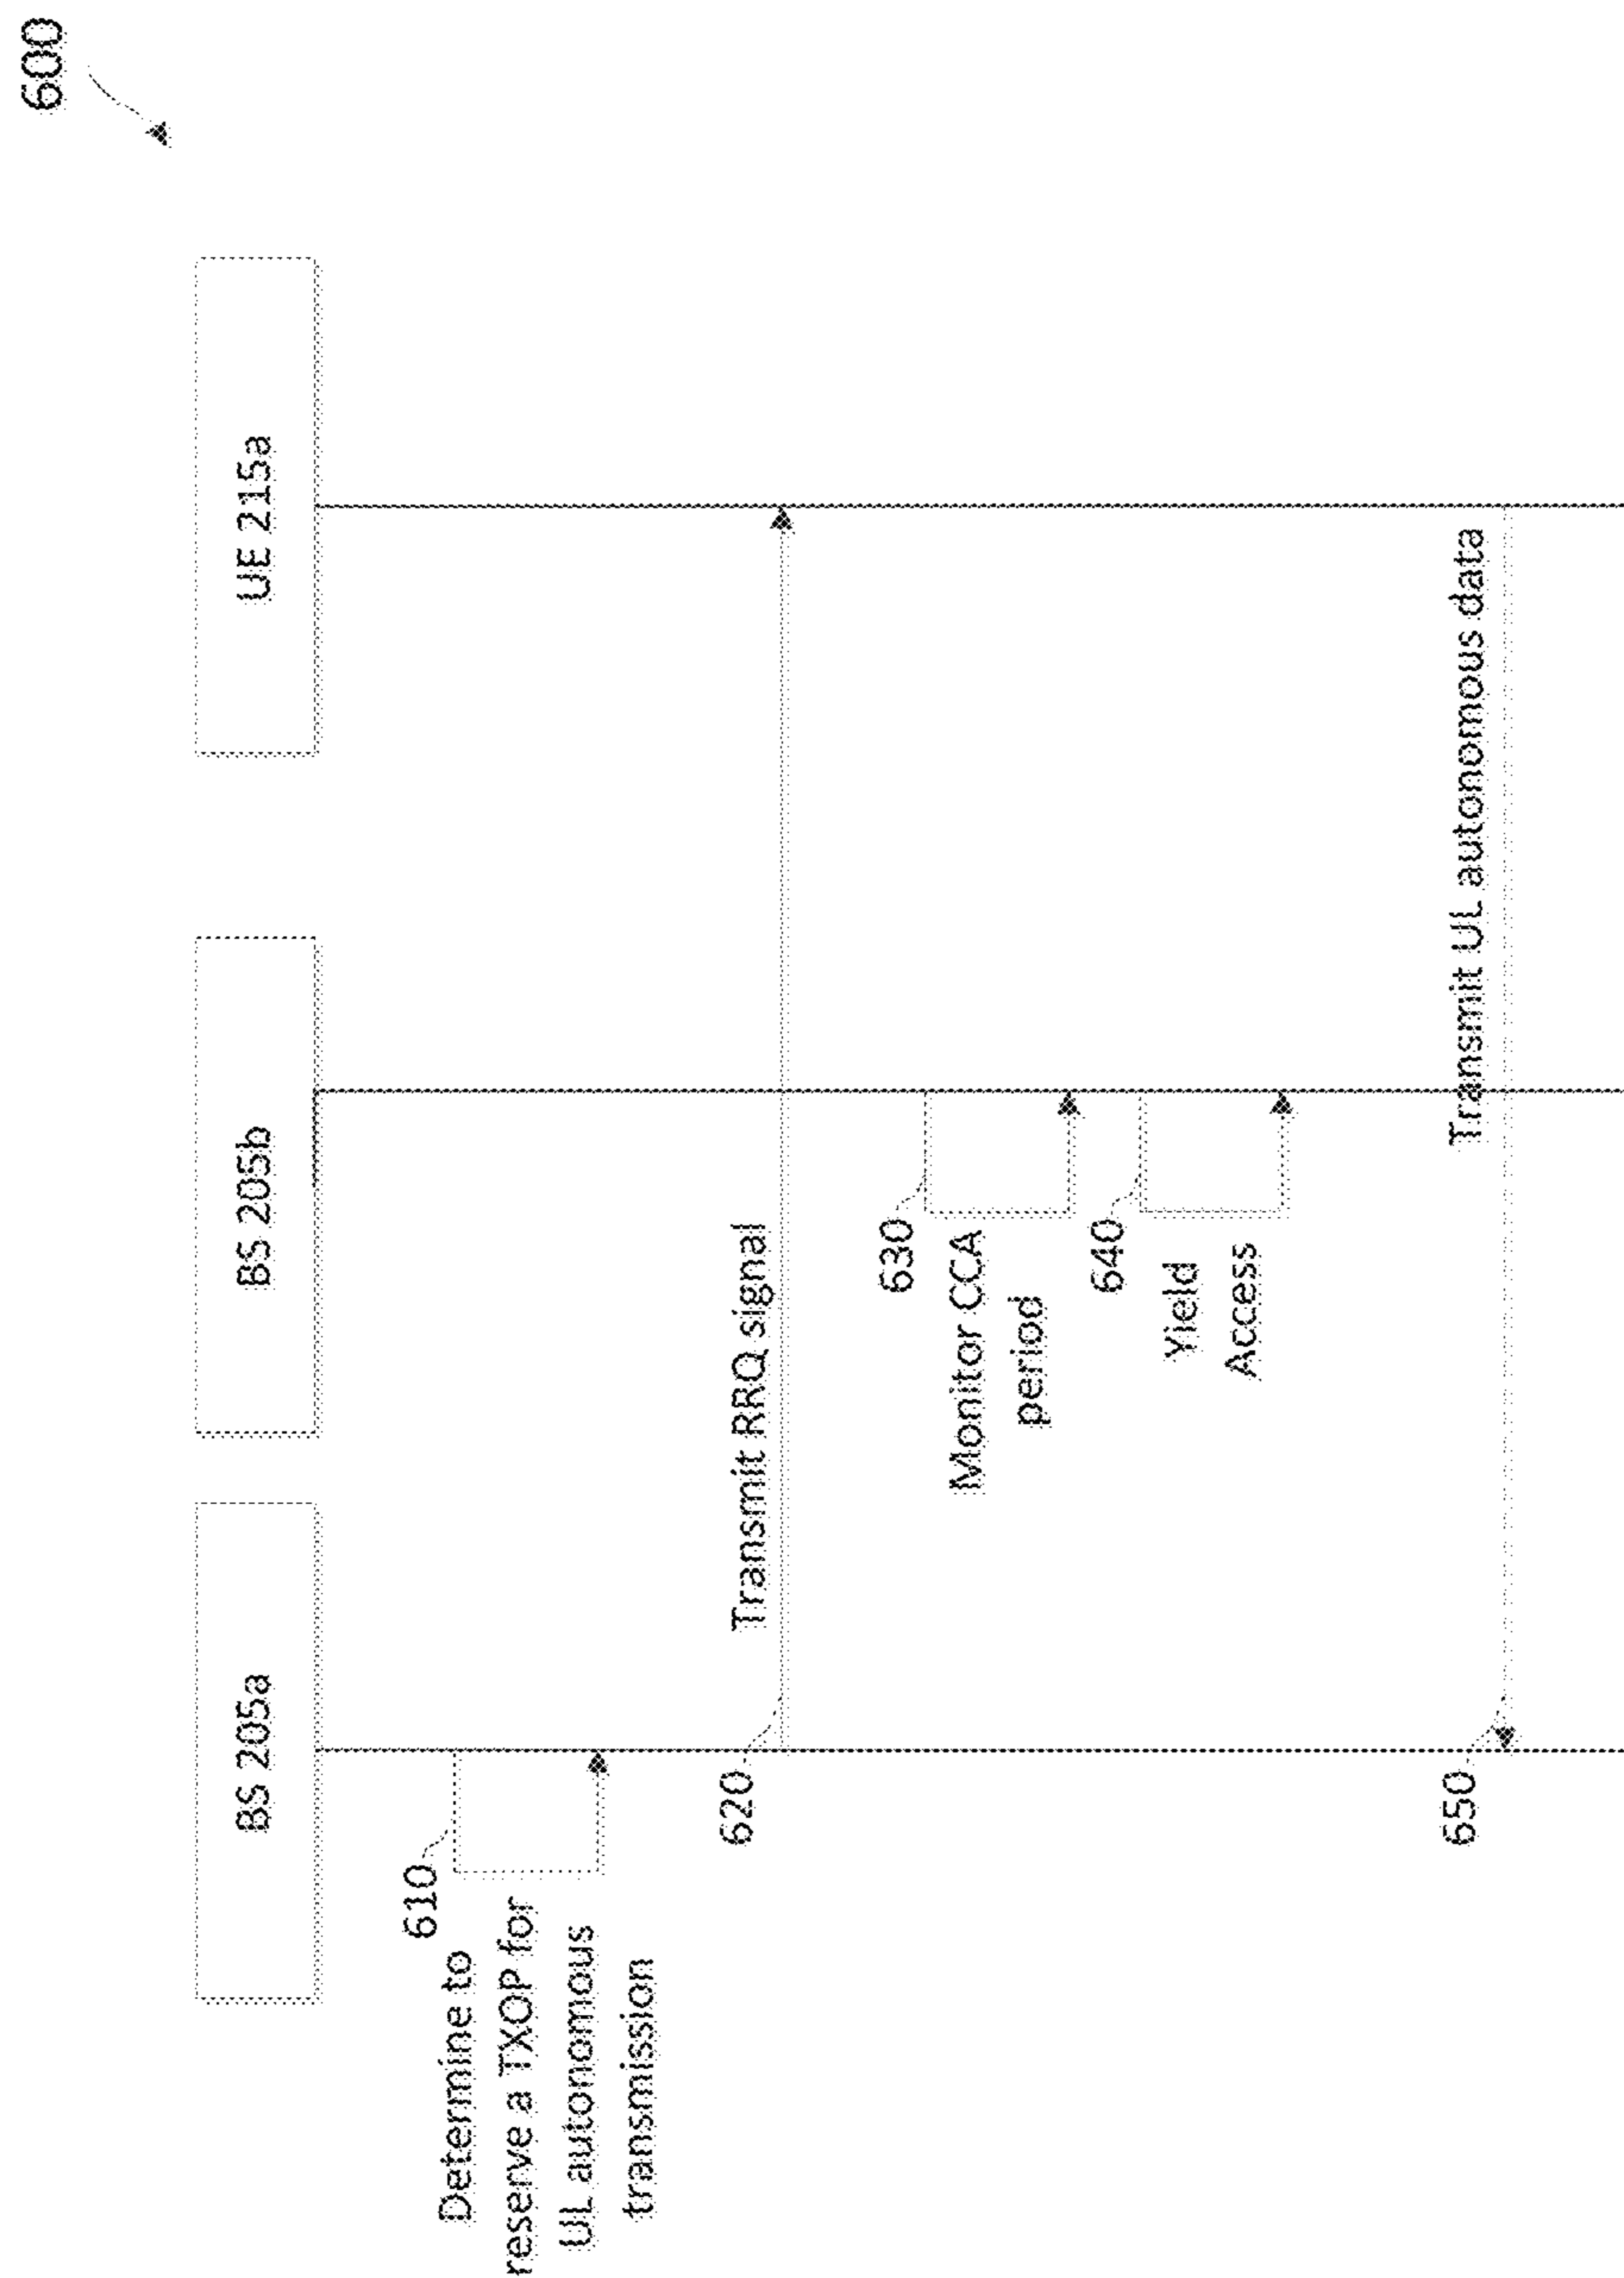 600
BS 205a
BS 205b
UE 215a
610
Determine to
reserve a TXOP for
UL autonomous
transmission
620
Transmit RRQ signal
630
Monitor CCA
period
640
Yield
Access
650
Transmit UL autonomous data